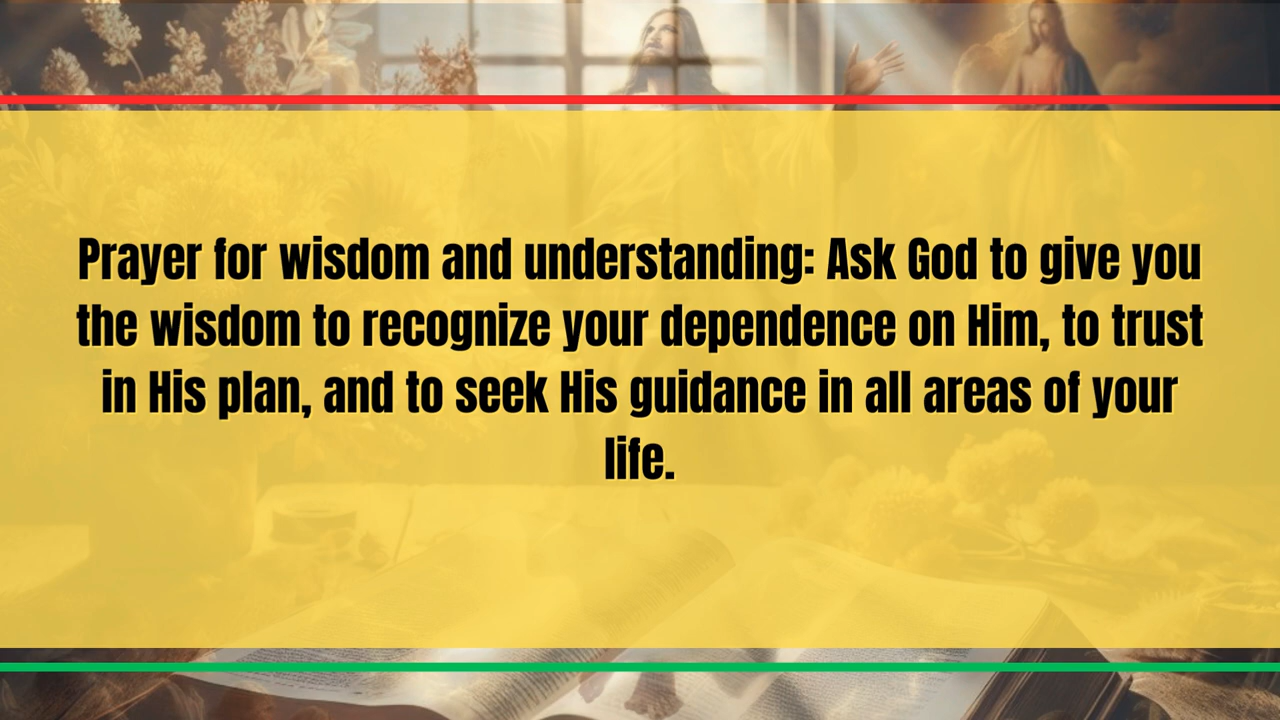 Prayer for wisdom and understanding: Ask God to give you
the wisdom to recognize your dependence on Him, to trust
in His plan, and to seek His guidance in all areas of your
life.